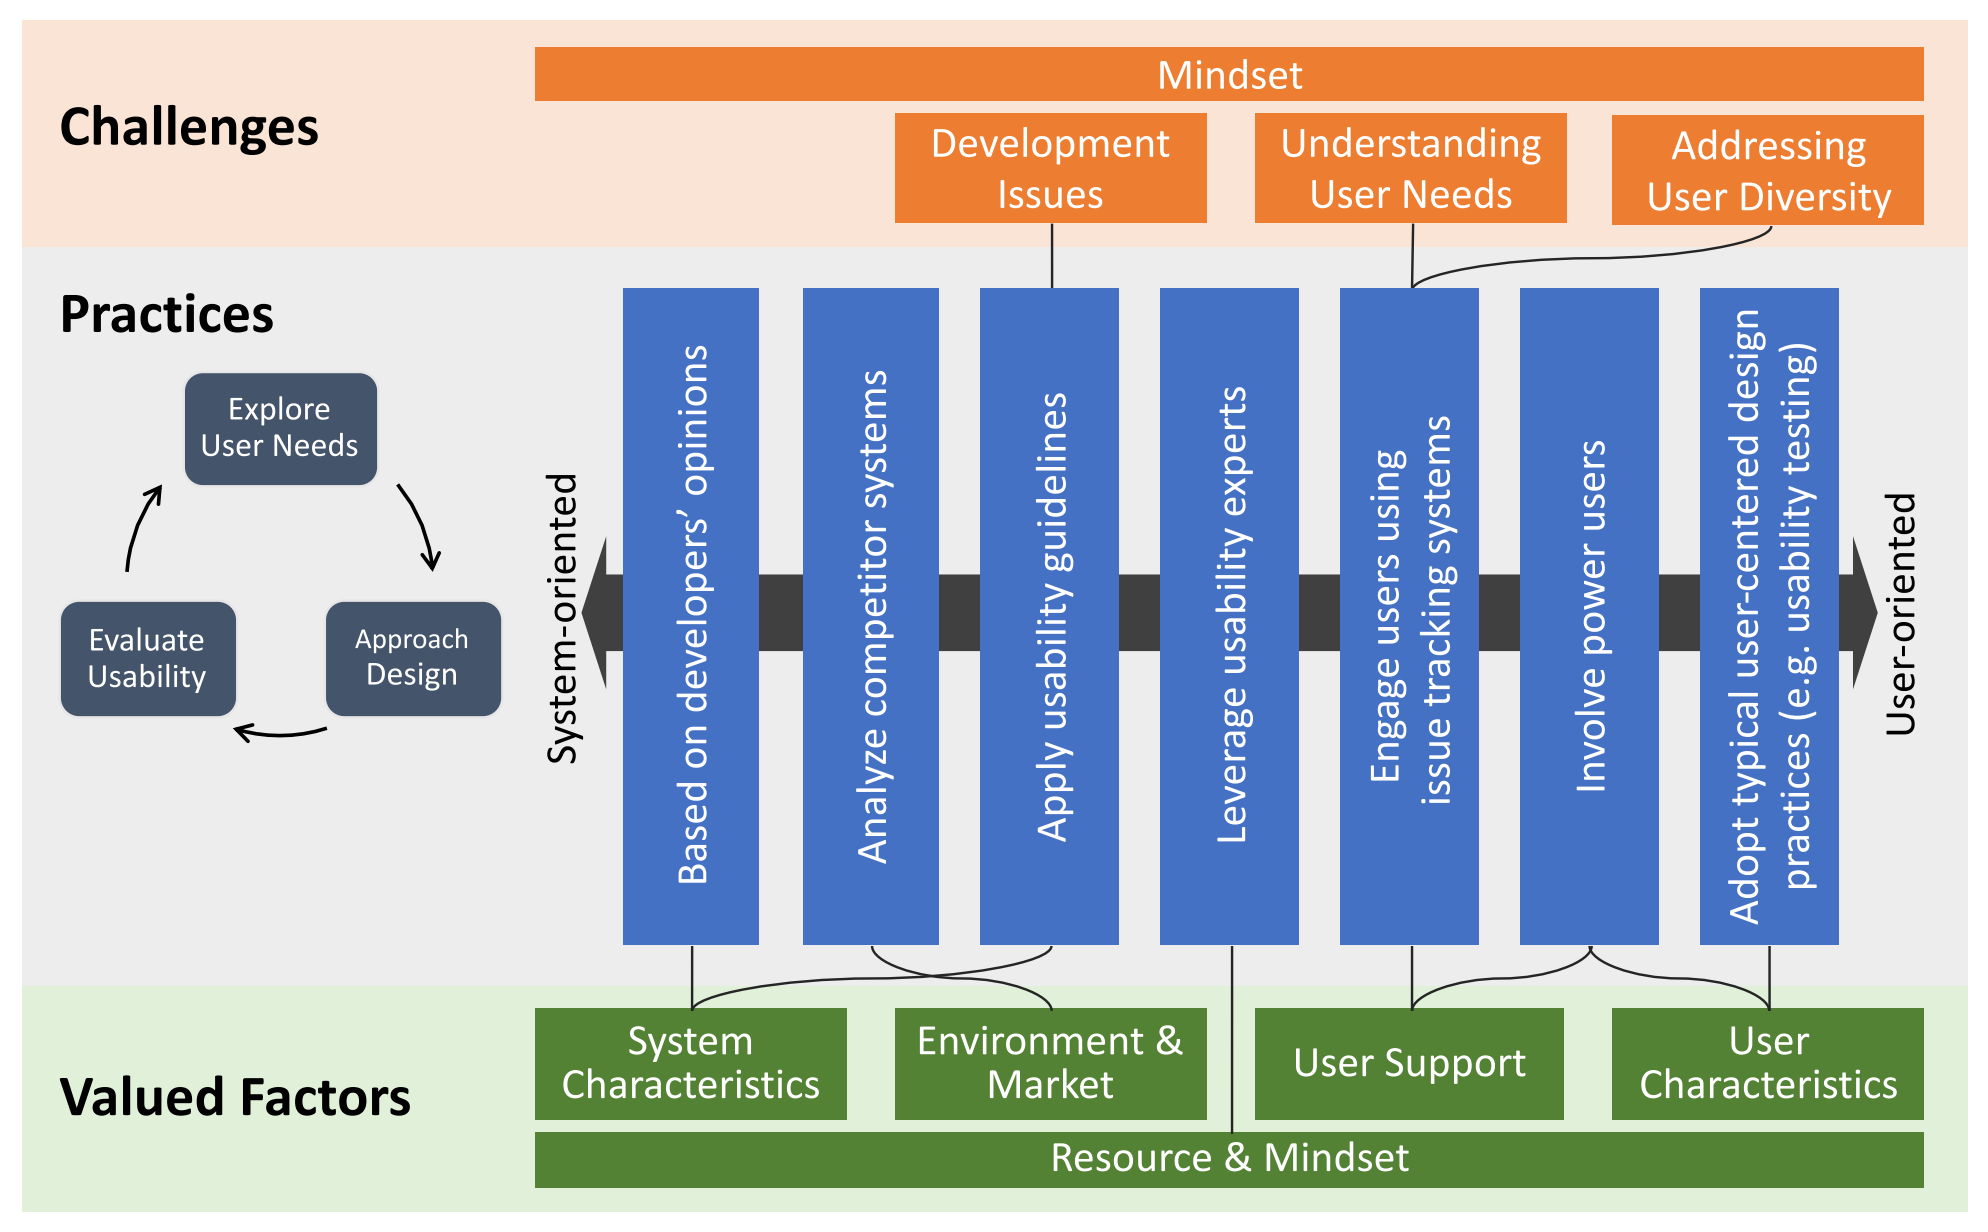 Challenges
Mindset
Development
Issues
Understanding
User Needs
Addressing
User Diversity
Practices
Explore
User Needs
Approach
Design
Evaluate
Usability
System-oriented
Based on developers’ opinions
Analyze competitor systems
Apply usability guidelines
Leverage usability experts
Engage users using
issue tracking systems
Involve power users
Adopt typical user-centered design
practices (e.g. usability testing)
User-oriented
Valued Factors
System
Characteristics
Environment &
Market
User Support
User
Characteristics
Resource & Mindset